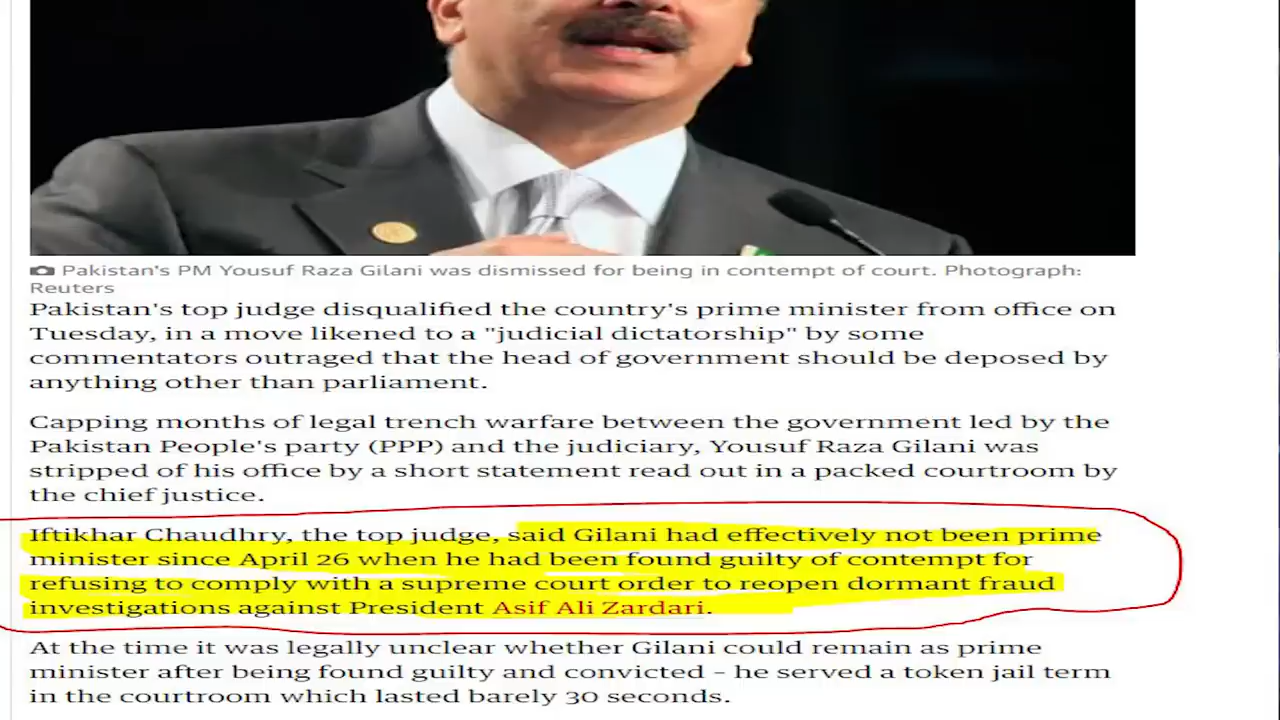 Pakistan's PM Yousuf Raza Gilani was dismissed for being in contempt of court. Photograph:
Reuters
Pakistan's top judge disqualified the country's prime minister from office on
Tuesday, in a move likened to a "judicial dictatorship" by some
commentators outraged that the head of government should be deposed by
anything other than parliament.
Capping months of legal trench warfare between the government led by the
Pakistan People's party (PPP) and the judiciary, Yousuf Raza Gilani was
stripped of his office by a short statement read out in a packed courtroom by
the chief justice.
Iftikhar Chaudhry, the top judge, said Gilani had effectively not been prime
minister since April 26 when he had been found guilty of contempt for
refusing to comply with a supreme court order to reopen dormant fraud
investigations against President Asif Ali Zardari.
At the time it was legally unclear whether Gilani could remain as prime
minister after being found guilty and convicted – he served a token jail term
in the courtroom which lasted barely 30 seconds.